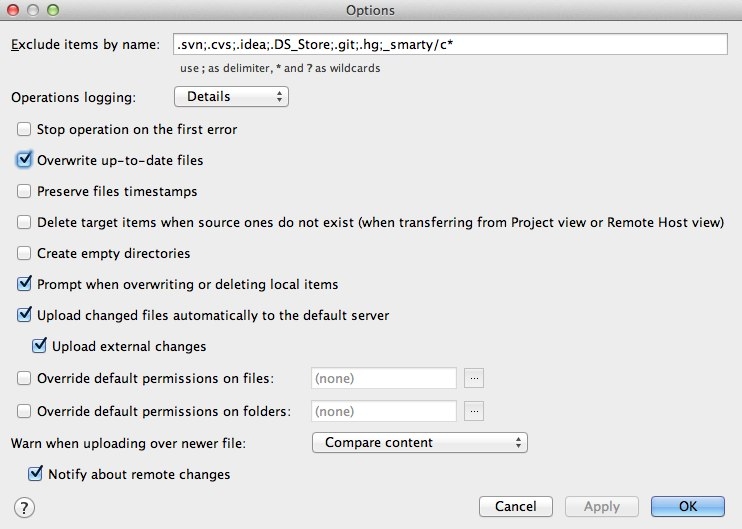 Options
Exclude items by name: .svn;.cvs;.idea;.DS_Store;.git;.hg;_smarty/c*
use ; as delimiter, * and ? as wildcards
Operations logging: Details
Stop operation on the first error
Overwrite up-to-date files
Preserve files timestamps
Delete target items when source ones do not exist (when transferring from Project view or Remote Host view)
Create empty directories
Prompt when overwriting or deleting local items
Upload changed files automatically to the default server
Upload external changes
Override default permissions on files: (none) ...
Override default permissions on folders: (none) ...
Warn when uploading over newer file: Compare content
Notify about remote changes
? Cancel Apply OK